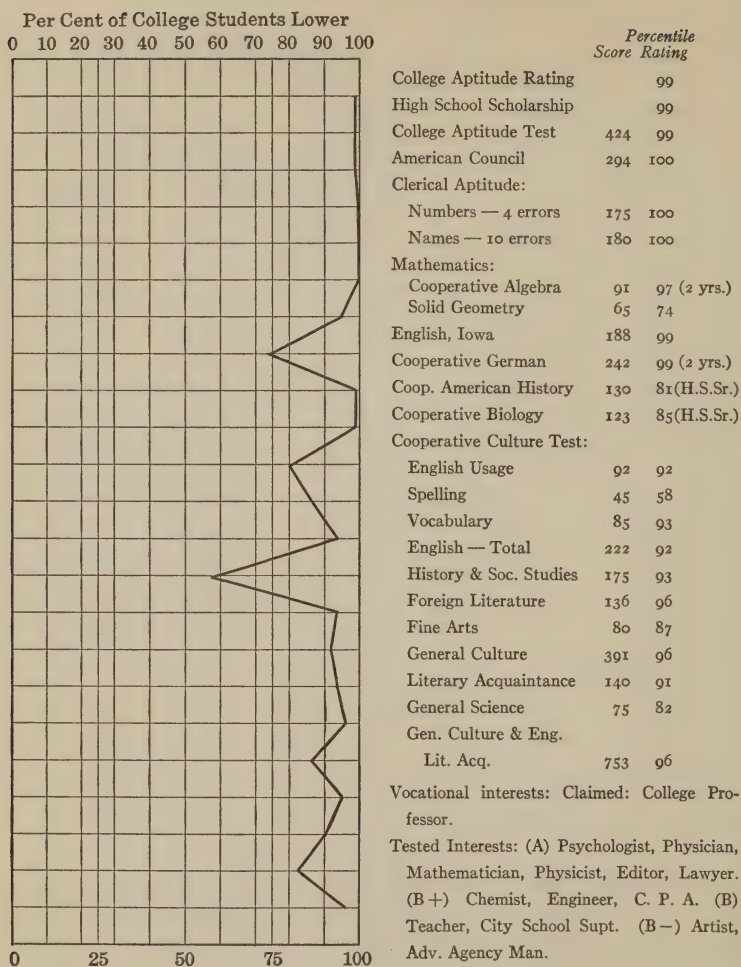 Per Cent of College Students Lower
0 10 20 30 40 50 60 75 80 90 100
Percentile
Score Rating
College Aptitude Rating 99
High School Scholarship 99
College Aptitude Test 424 99
American Council 294 100
Clerical Aptitude:
Numbers — 4 errors 175 100
Names — 10 errors 180 100
Mathematics:
Cooperative Algebra 91 97 (2 yrs.)
Solid Geometry 65 74
English, Iowa 188 99
Cooperative German 242 99 (2 yrs.)
Coop. American History 130 81(H.S.Sr.)
Cooperative Biology 123 85(H.S.Sr.)
Cooperative Culture Test:
English Usage 92 92
Spelling 45 58
Vocabulary 85 93
English — Total 222 92
History & Soc. Studies 175 93
Foreign Literature 136 96
Fine Arts 80 87
General Culture 391 96
Literary Acquaintance 140 91
General Science 75 82
Gen. Culture & Eng.
Lit. Acq. 753 96
Vocational interests: Claimed: College Pro-
fessor.
Tested Interests: (A) Psychologist, Physician,
Mathematician, Physicist, Editor, Lawyer.
(B+) Chemist, Engineer, C. P. A. (B)
Teacher, City School Supt. (B−) Artist,
Adv. Agency Man.
0 25 50 75 100